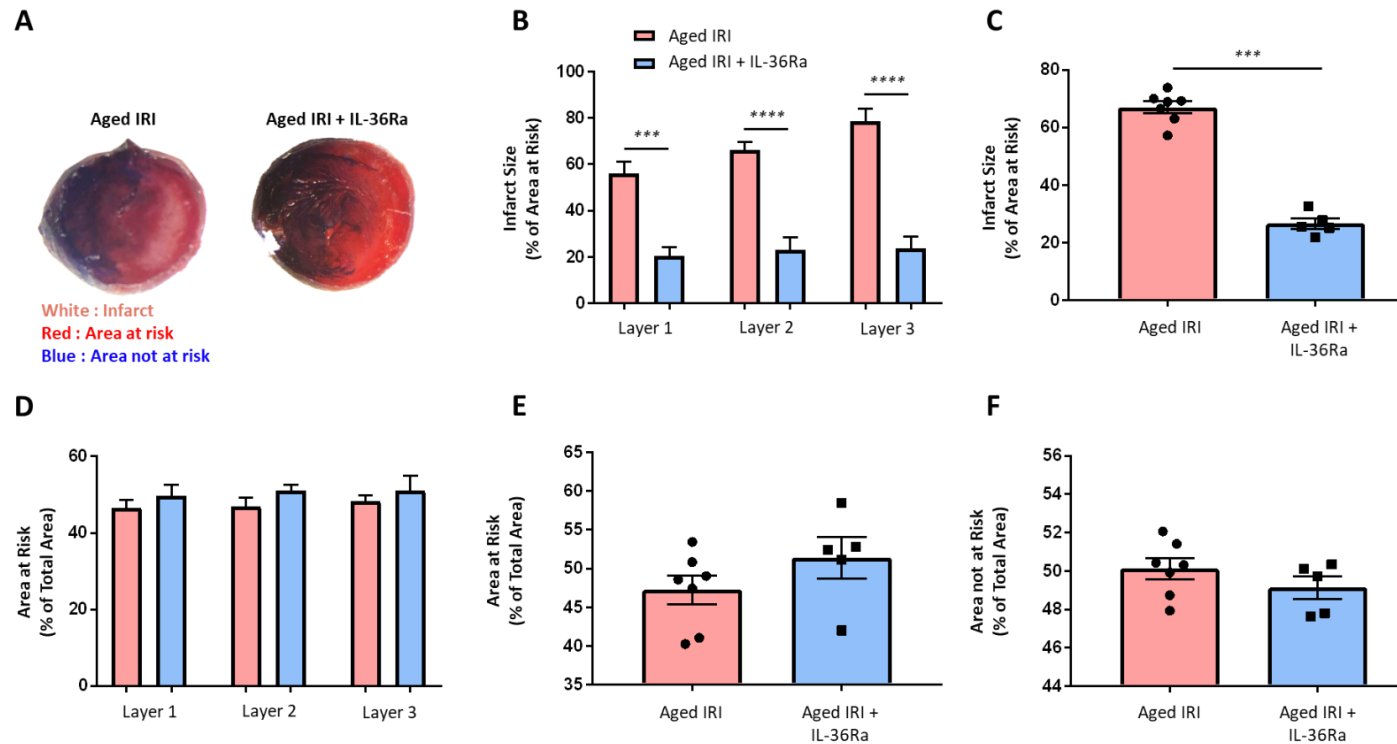 A
Aged IRI
Aged IRI + IL-36Ra
White : Infarct
Red : Area at risk
Blue : Area not at risk
B
Aged IRI
Aged IRI + IL-36Ra
Infarct Size
(% of Area at Risk)
100
80
60
40
20
0
***
****
****
Layer 1
Layer 2
Layer 3
C
Infarct Size
(% of Area at Risk)
80
60
40
20
0
***
Aged IRI
Aged IRI +
IL-36Ra
D
Area at Risk
(% of Total Area)
60
40
20
0
Layer 1
Layer 2
Layer 3
E
Area at Risk
(% of Total Area)
65
60
55
50
45
40
35
Aged IRI
Aged IRI +
IL-36Ra
F
Area not at Risk
(% of Total Area)
56
54
52
50
48
46
44
Aged IRI
Aged IRI +
IL-36Ra